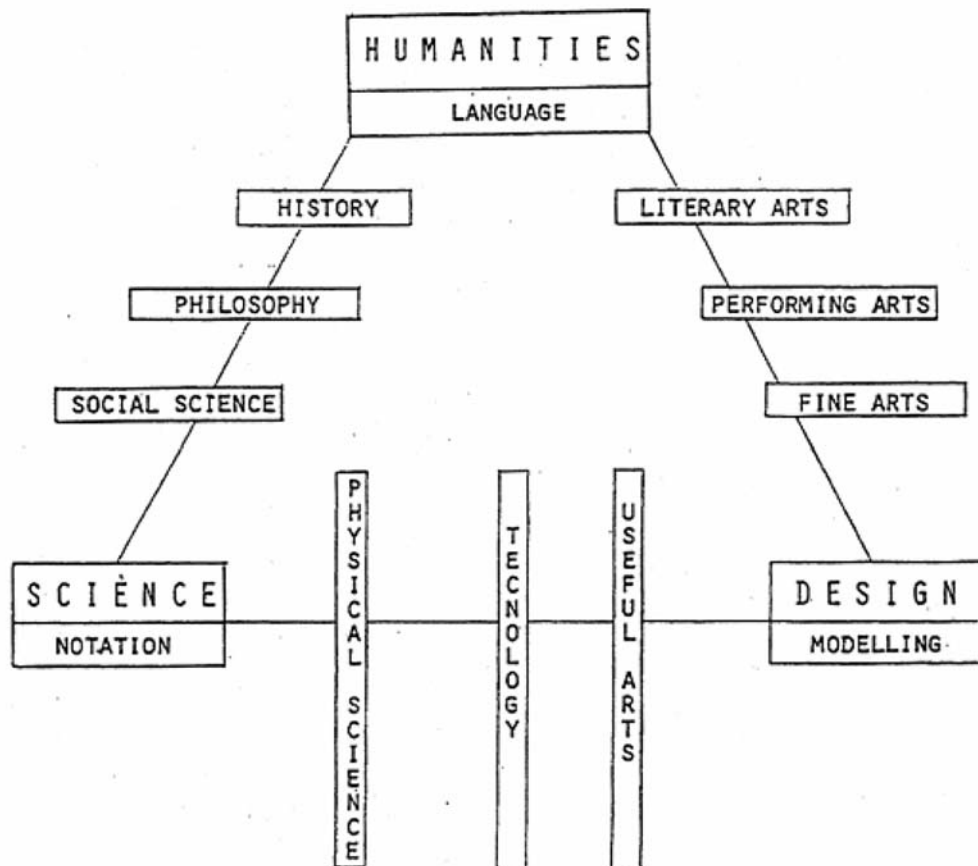 HUMANITIES
LANGUAGE
HISTORY
LITERARY ARTS
PHILOSOPHY
PERFORMING ARTS
SOCIAL SCIENCE
FINE ARTS
PHYSICAL SCIENCE
TECNOLOGY
USEFUL ARTS
SCIENCE
DESIGN
NOTATION
MODELLING